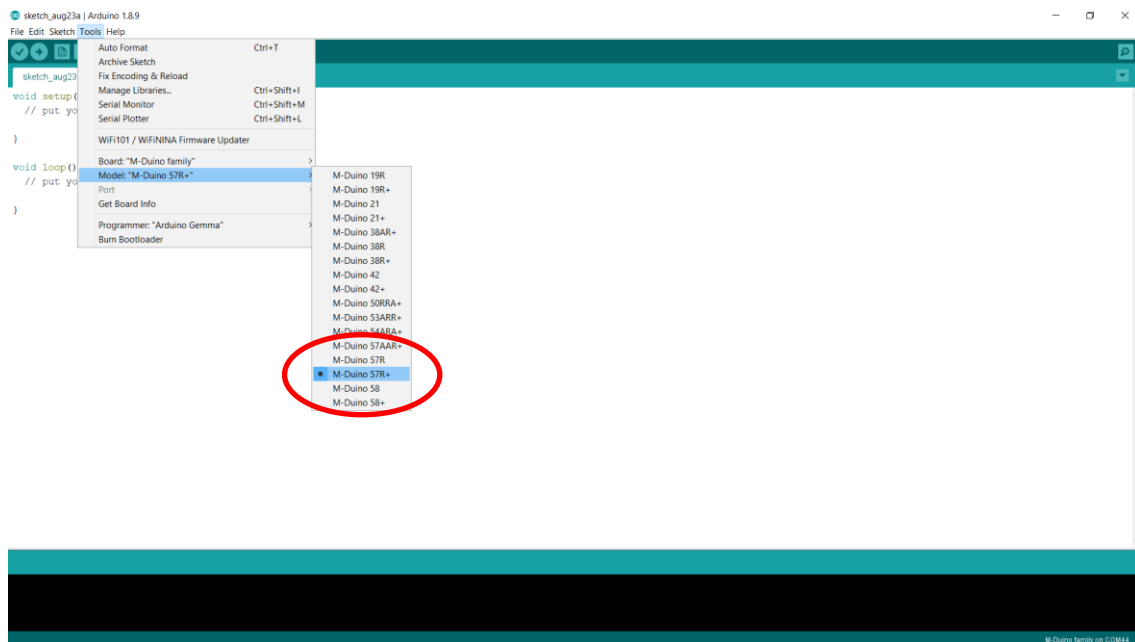 sketch_aug23a | Arduino 1.8.9
File Edit Sketch Tools Help
sketch_aug23
Auto Format Ctrl+T
Archive Sketch
Fix Encoding & Reload
Manage Libraries... Ctrl+Shift+I
Serial Monitor Ctrl+Shift+M
Serial Plotter Ctrl+Shift+L
WiFi101 / WiFiNINA Firmware Updater
Board: "M-Duino family"
Model: "M-Duino 57R+"
Port
Get Board Info
Programmer: "Arduino Gemma"
Burn Bootloader
void setup(
// put yo
}
void loop()
// put yo
}
M-Duino 19R
M-Duino 19R+
M-Duino 21
M-Duino 21+
M-Duino 38AR+
M-Duino 38R
M-Duino 38R+
M-Duino 42
M-Duino 42+
M-Duino 50RRA+
M-Duino 53ARR+
M-Duino 54ARA+
M-Duino 57AAR+
M-Duino 57R
M-Duino 57R+
M-Duino 58
M-Duino 58+
M-Duino family on COM44